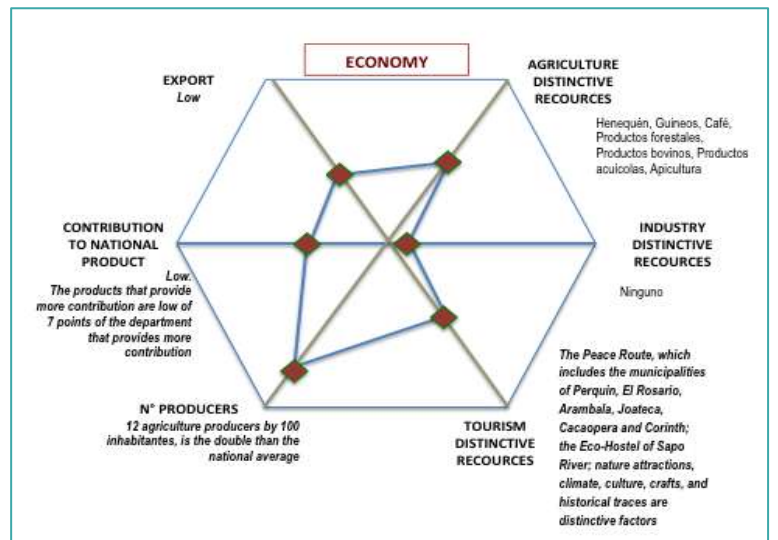 ECONOMY
EXPORT
Low
AGRICULTURE
DISTINCTIVE
RECOURCES
Henequén, Guineos, Café,
Productos forestales,
Productos bovinos, Productos
acuícolas, Apicultura
CONTRIBUTION
TO NATIONAL
PRODUCT
Low.
The products that provide
more contribution are low of
7 points of the department
that provides more
contribution
INDUSTRY
DISTINCTIVE
RECOURCES
Ninguno
N° PRODUCERS
12 agriculture producers by 100
inhabitantes, is the double than the
national average
TOURISM
DISTINCTIVE
RECOURCES
The Peace Route, which
includes the municipalities
of Perquin, El Rosario,
Arambala, Joateca,
Cacaopera and Corinth;
the Eco-Hostel of Sapo
River; nature attractions,
climate, culture, crafts, and
historical traces are
distinctive factors